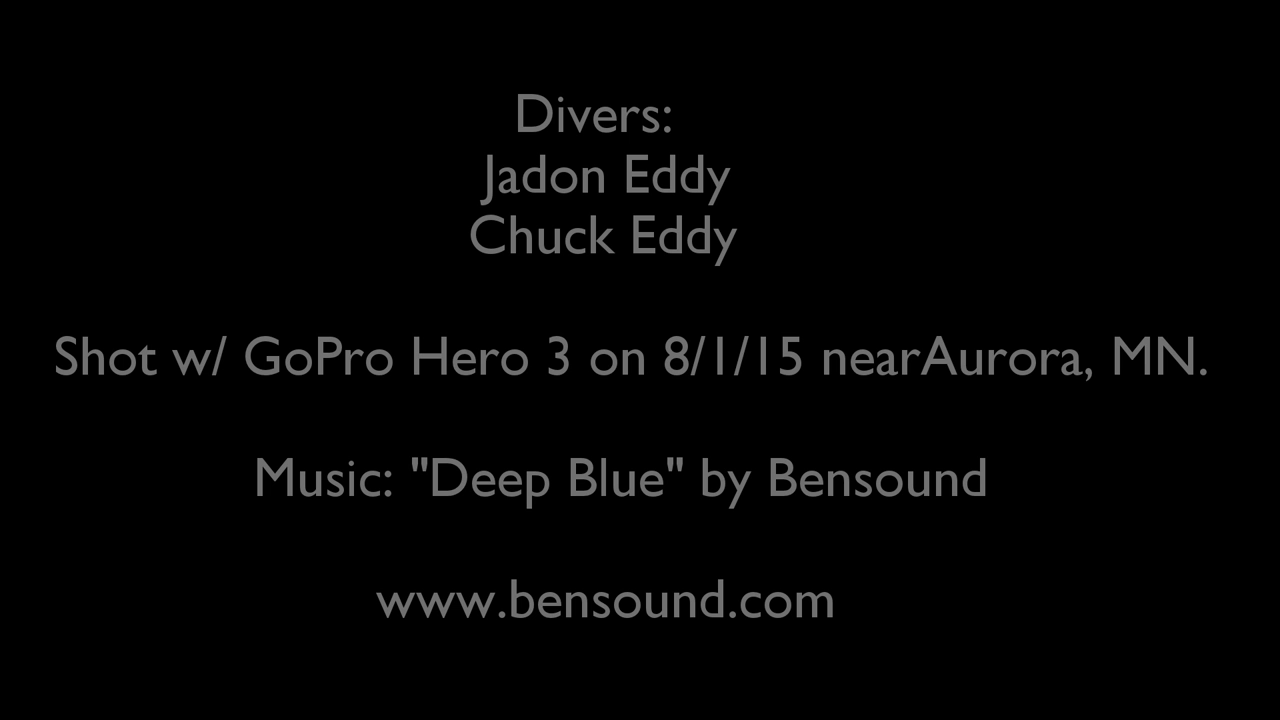 Divers:
Jadon Eddy
Chuck Eddy
Shot w/ GoPro Hero 3 on 8/1/15 nearAurora, MN.
Music: "Deep Blue" by Bensound
www.bensound.com